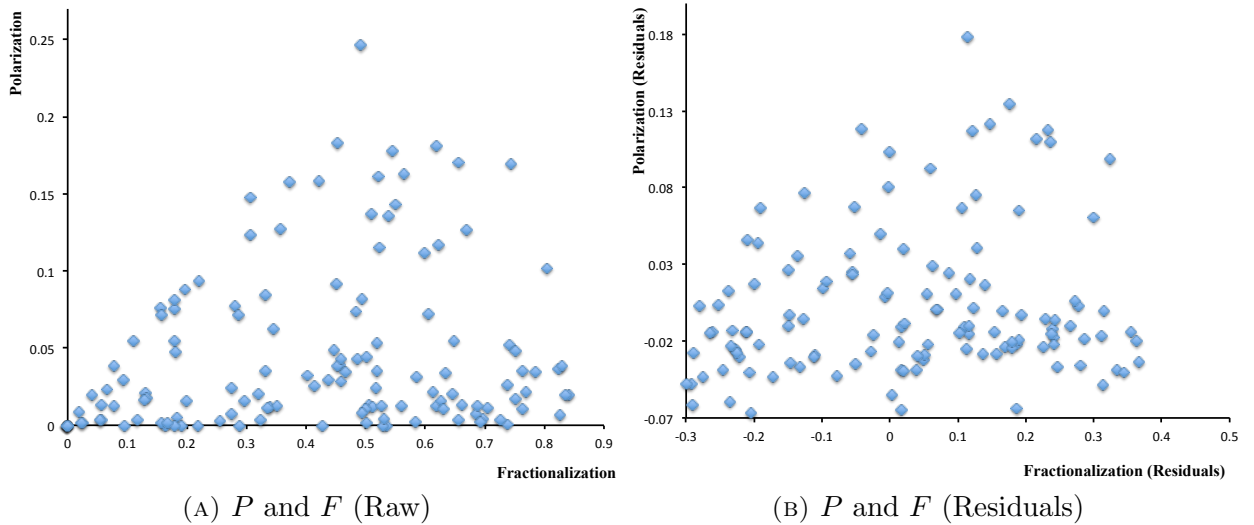 Polarization
0.25
0.2
0.15
0.1
0.05
0
0 0.1 0.2 0.3 0.4 0.5 0.6 0.7 0.8 0.9
Fractionalization
(A) P and F (Raw)
Polarization (Residuals)
0.18
0.13
0.08
0.03
-0.02
-0.07
-0.3 -0.2 -0.1 0 0.1 0.2 0.3 0.4 0.5
Fractionalization (Residuals)
(B) P and F (Residuals)